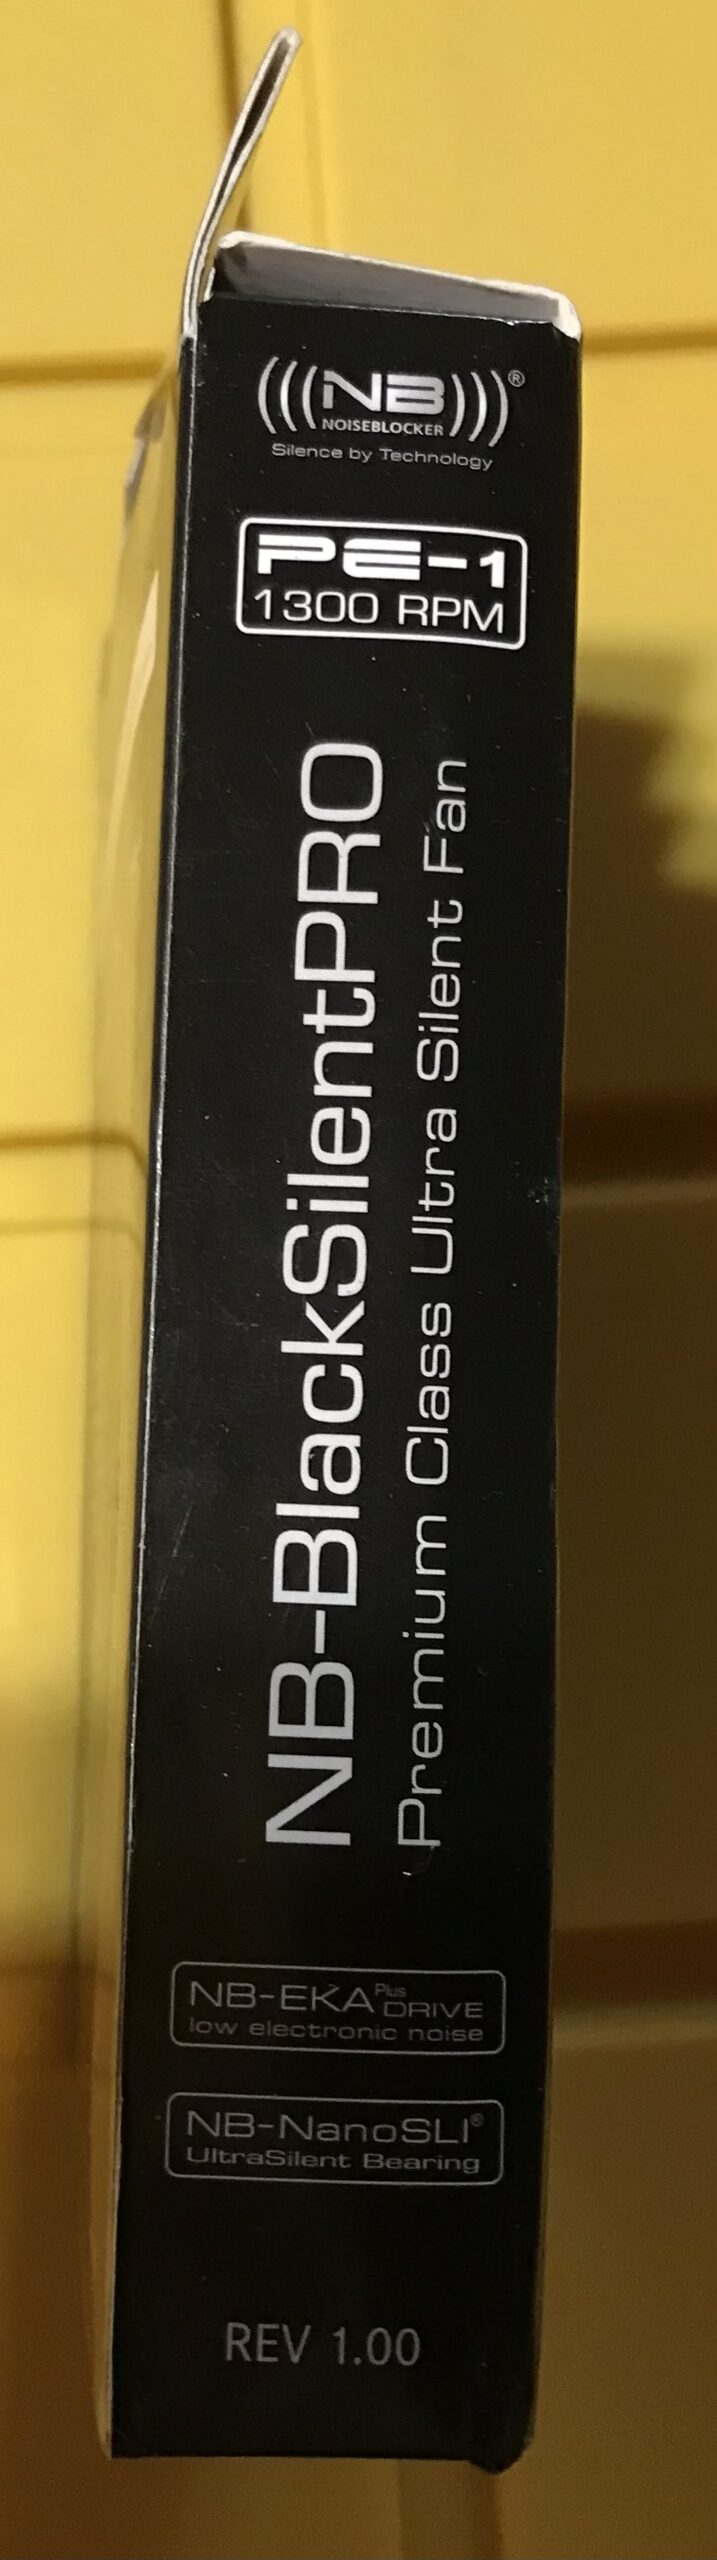 NB®
NOISEBLOCKER
Silence by Technology
PE-1
1300 RPM
NB-BlackSilentPRO
Premium Class Ultra Silent Fan
NB-EKA Plus DRIVE
low electronic noise
NB-NanoSLI®
UltraSilent Bearing
REV 1.00